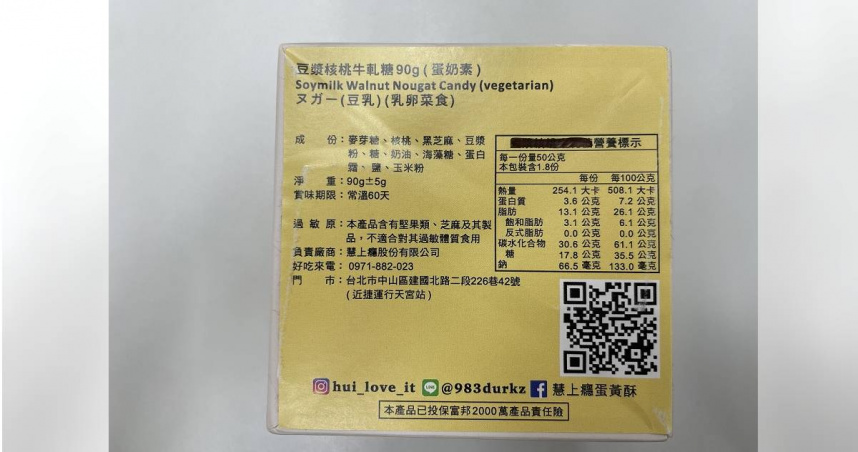 豆漿核桃牛軋糖90g(蛋奶素)
Soymilk Walnut Nougat Candy (vegetarian)
ヌガー(豆乳)(乳卵菜食)
成 份：麥芽糖、核桃、黑芝麻、豆漿
粉、糖、奶油、海藻糖、蛋白
霜、鹽、玉米粉
淨 重：90g±5g
賞味期限：常溫60天
過 敏 原：本產品含有堅果類、芝麻及其製
品，不適合對其過敏體質食用
負責廠商：慧上癮股份有限公司
好吃來電： 0971-882-023
門 市：台北市中山區建國北路二段226巷42號
(近捷運行天宮站)
營養標示
每一份量50公克
本包裝含1.8份
每份 每100公克
熱量 254.1 大卡 508.1 大卡
蛋白質 3.6 公克 7.2 公克
脂肪 13.1 公克 26.1 公克
飽和脂肪 3.1 公克 6.1 公克
反式脂肪 0.0 公克 0.0 公克
碳水化合物 30.6 公克 61.1 公克
糖 17.8 公克 35.5 公克
鈉 66.5 毫克 133.0 毫克
hui_love_it LINE @983durkz f 慧上癮蛋黃酥
本產品已投保富邦2000萬產品責任險